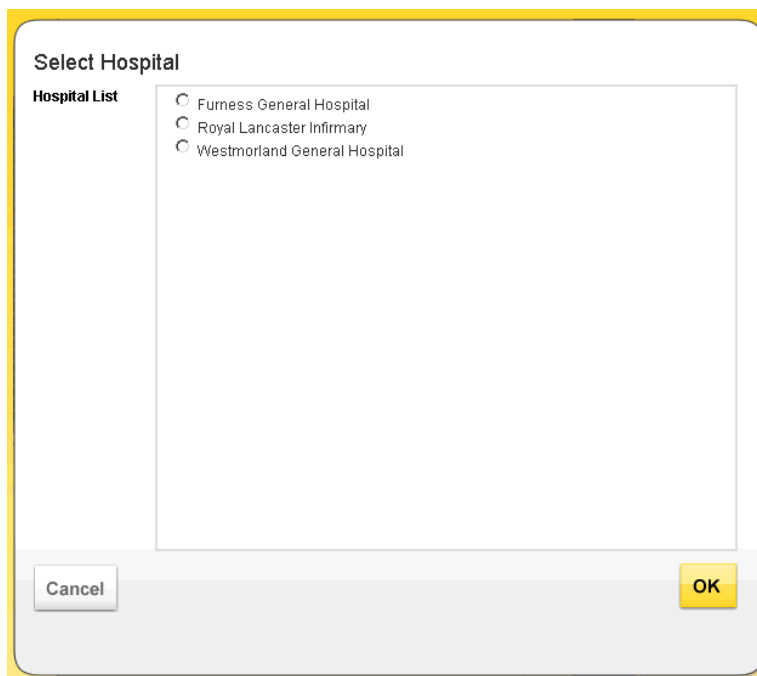 Select Hospital
Hospital List
Furness General Hospital
Royal Lancaster Infirmary
Westmorland General Hospital
Cancel
OK